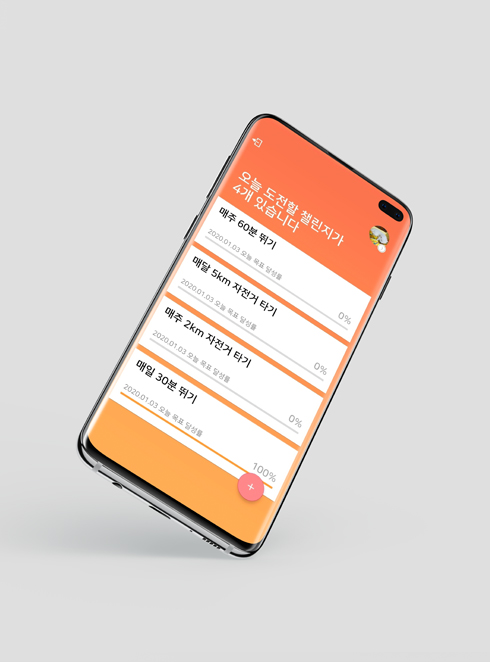 오늘 도전할 챌린지가
4개 있습니다
매주 60분 뛰기
2020.01.03 오늘 목표 달성률
0%
매달 5km 자전거 타기
2020.01.03 오늘 목표 달성률
0%
매주 2km 자전거 타기
2020.01.03 오늘 목표 달성률
0%
매일 30분 뛰기
2020.01.03 오늘 목표 달성률
100%
+